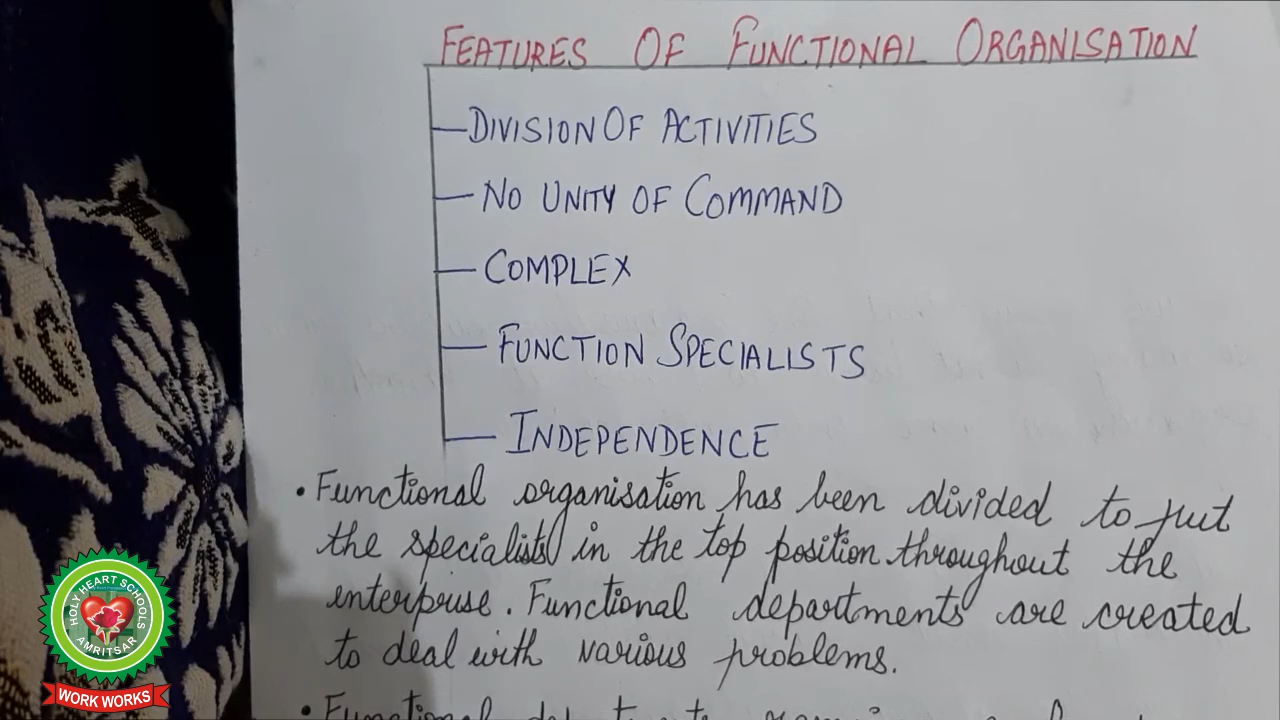 FEATURES OF FUNCTIONAL ORGANISATION
DIVISION OF ACTIVITIES
NO UNITY OF COMMAND
COMPLEX
FUNCTION SPECIALISTS
INDEPENDENCE
• Functional organisation has been divided to put
the specialists in the top position throughout the
enterprise. Functional departments are created
to deal with various problems.
• Functional
HOLY HEART SCHOOLS
AMRITSAR
WORK WORKS